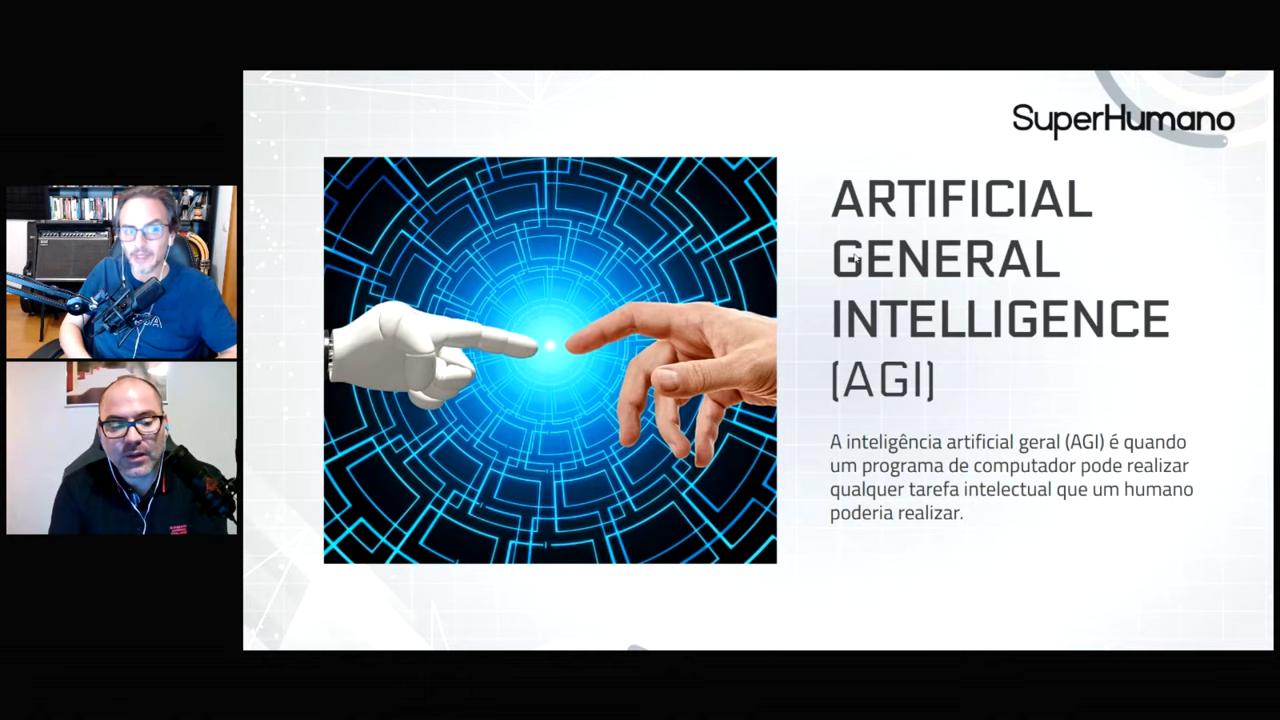 SuperHumano
ARTIFICIAL
GENERAL
INTELLIGENCE
(AGI)
A inteligência artificial geral (AGI) é quando
um programa de computador pode realizar
qualquer tarefa intelectual que um humano
poderia realizar.